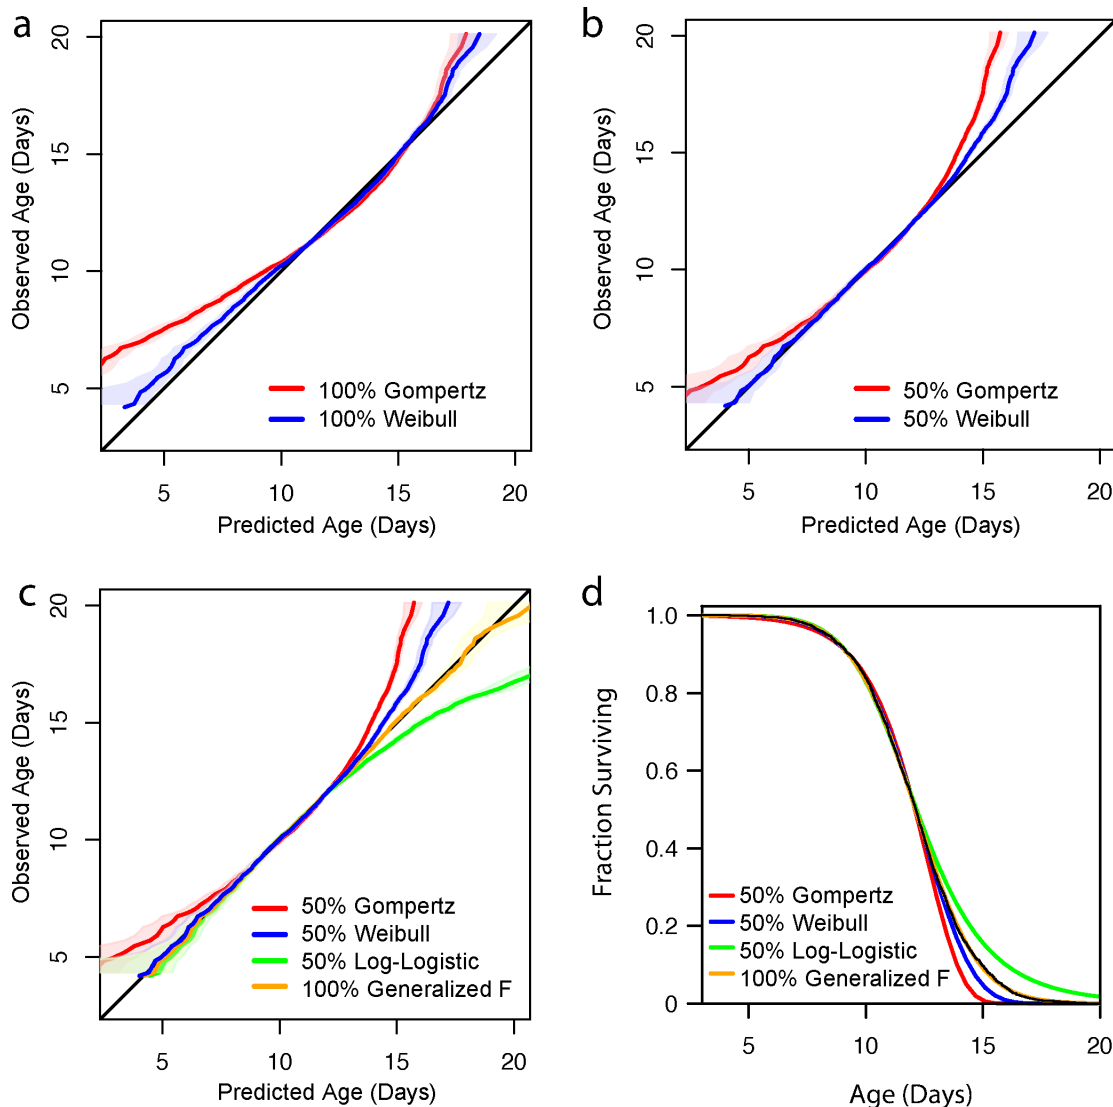 a
20
15
10
5
Observed Age (Days)
100% Gompertz
100% Weibull
5 10 15 20
Predicted Age (Days)
b
20
15
10
5
Observed Age (Days)
50% Gompertz
50% Weibull
5 10 15 20
Predicted Age (Days)
c
20
15
10
5
Observed Age (Days)
50% Gompertz
50% Weibull
50% Log-Logistic
100% Generalized F
5 10 15 20
Predicted Age (Days)
d
1.0
0.8
0.6
0.4
0.2
0
Fraction Surviving
50% Gompertz
50% Weibull
50% Log-Logistic
100% Generalized F
5 10 15 20
Age (Days)